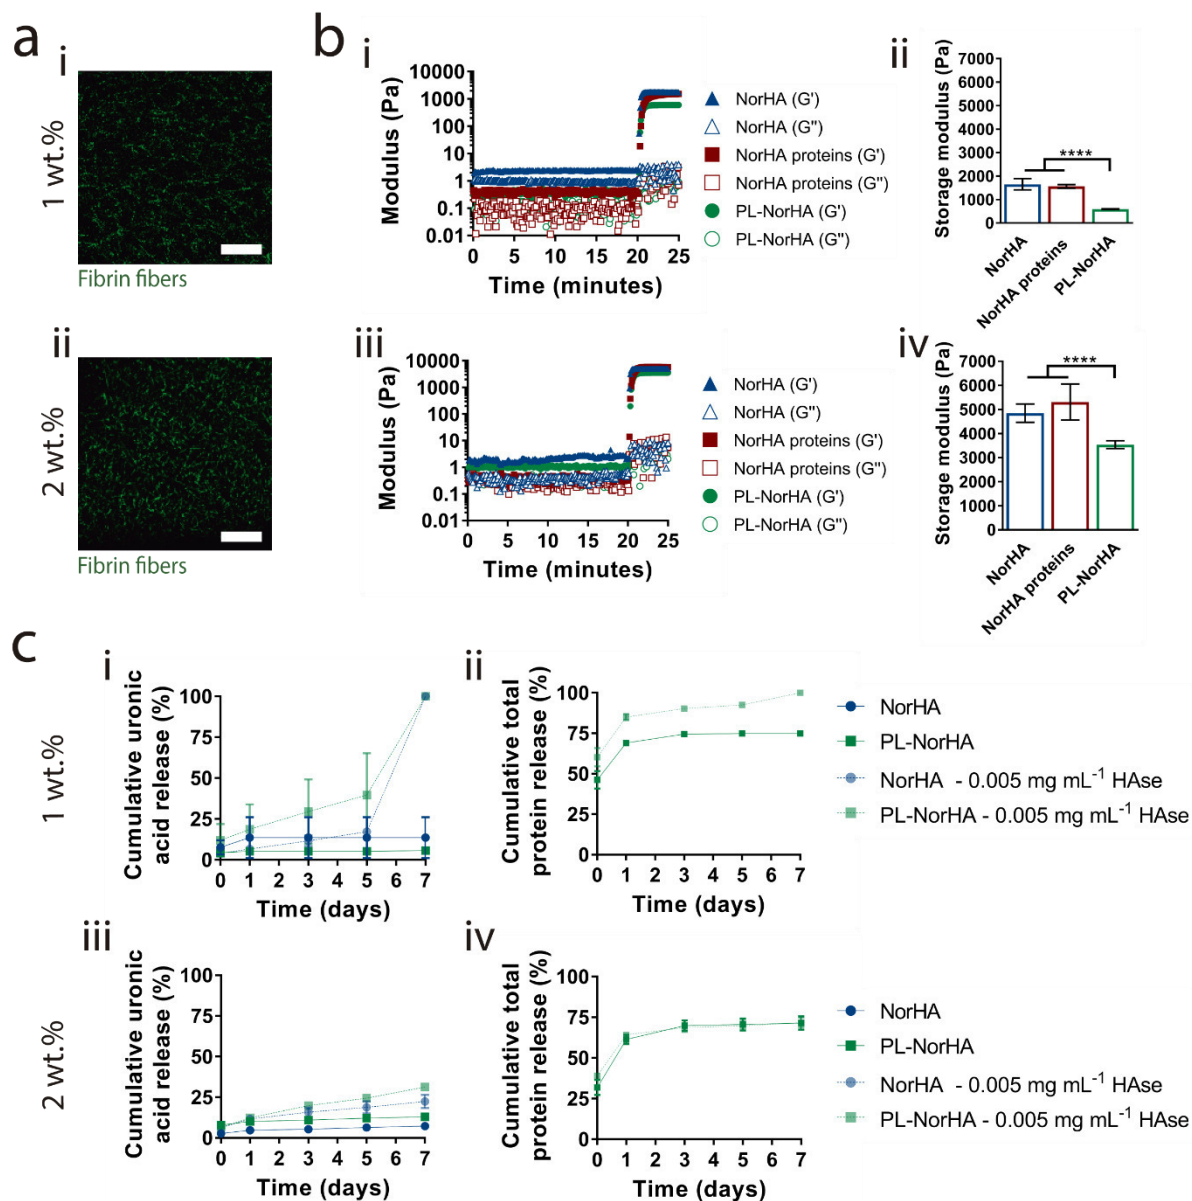 a
i
1 wt.%
Fibrin fibers
ii
2 wt.%
Fibrin fibers
b
i
Modulus (Pa)
10000
1000
100
10
1
0.1
0.01
0 5 10 15 20 25
Time (minutes)
NorHA (G')
NorHA (G'')
NorHA proteins (G')
NorHA proteins (G'')
PL-NorHA (G')
PL-NorHA (G'')
ii
Storage modulus (Pa)
7000
6000
5000
4000
3000
2000
1000
0
****
NorHA
NorHA proteins
PL-NorHA
iii
Modulus (Pa)
10000
1000
100
10
1
0.1
0.01
0 5 10 15 20 25
Time (minutes)
NorHA (G')
NorHA (G'')
NorHA proteins (G')
NorHA proteins (G'')
PL-NorHA (G')
PL-NorHA (G'')
iv
Storage modulus (Pa)
7000
6000
5000
4000
3000
2000
1000
0
****
NorHA
NorHA proteins
PL-NorHA
c
1 wt.%
i
Cumulative uronic
acid release (%)
100
75
50
25
0
0 1 2 3 4 5 6 7
Time (days)
ii
Cumulative total
protein release (%)
100
75
50
25
0
0 1 2 3 4 5 6 7
Time (days)
NorHA
PL-NorHA
NorHA - 0.005 mg mL⁻¹ HAse
PL-NorHA - 0.005 mg mL⁻¹ HAse
2 wt.%
iii
Cumulative uronic
acid release (%)
100
75
50
25
0
0 1 2 3 4 5 6 7
Time (days)
iv
Cumulative total
protein release (%)
100
75
50
25
0
0 1 2 3 4 5 6 7
Time (days)
NorHA
PL-NorHA
NorHA - 0.005 mg mL⁻¹ HAse
PL-NorHA - 0.005 mg mL⁻¹ HAse